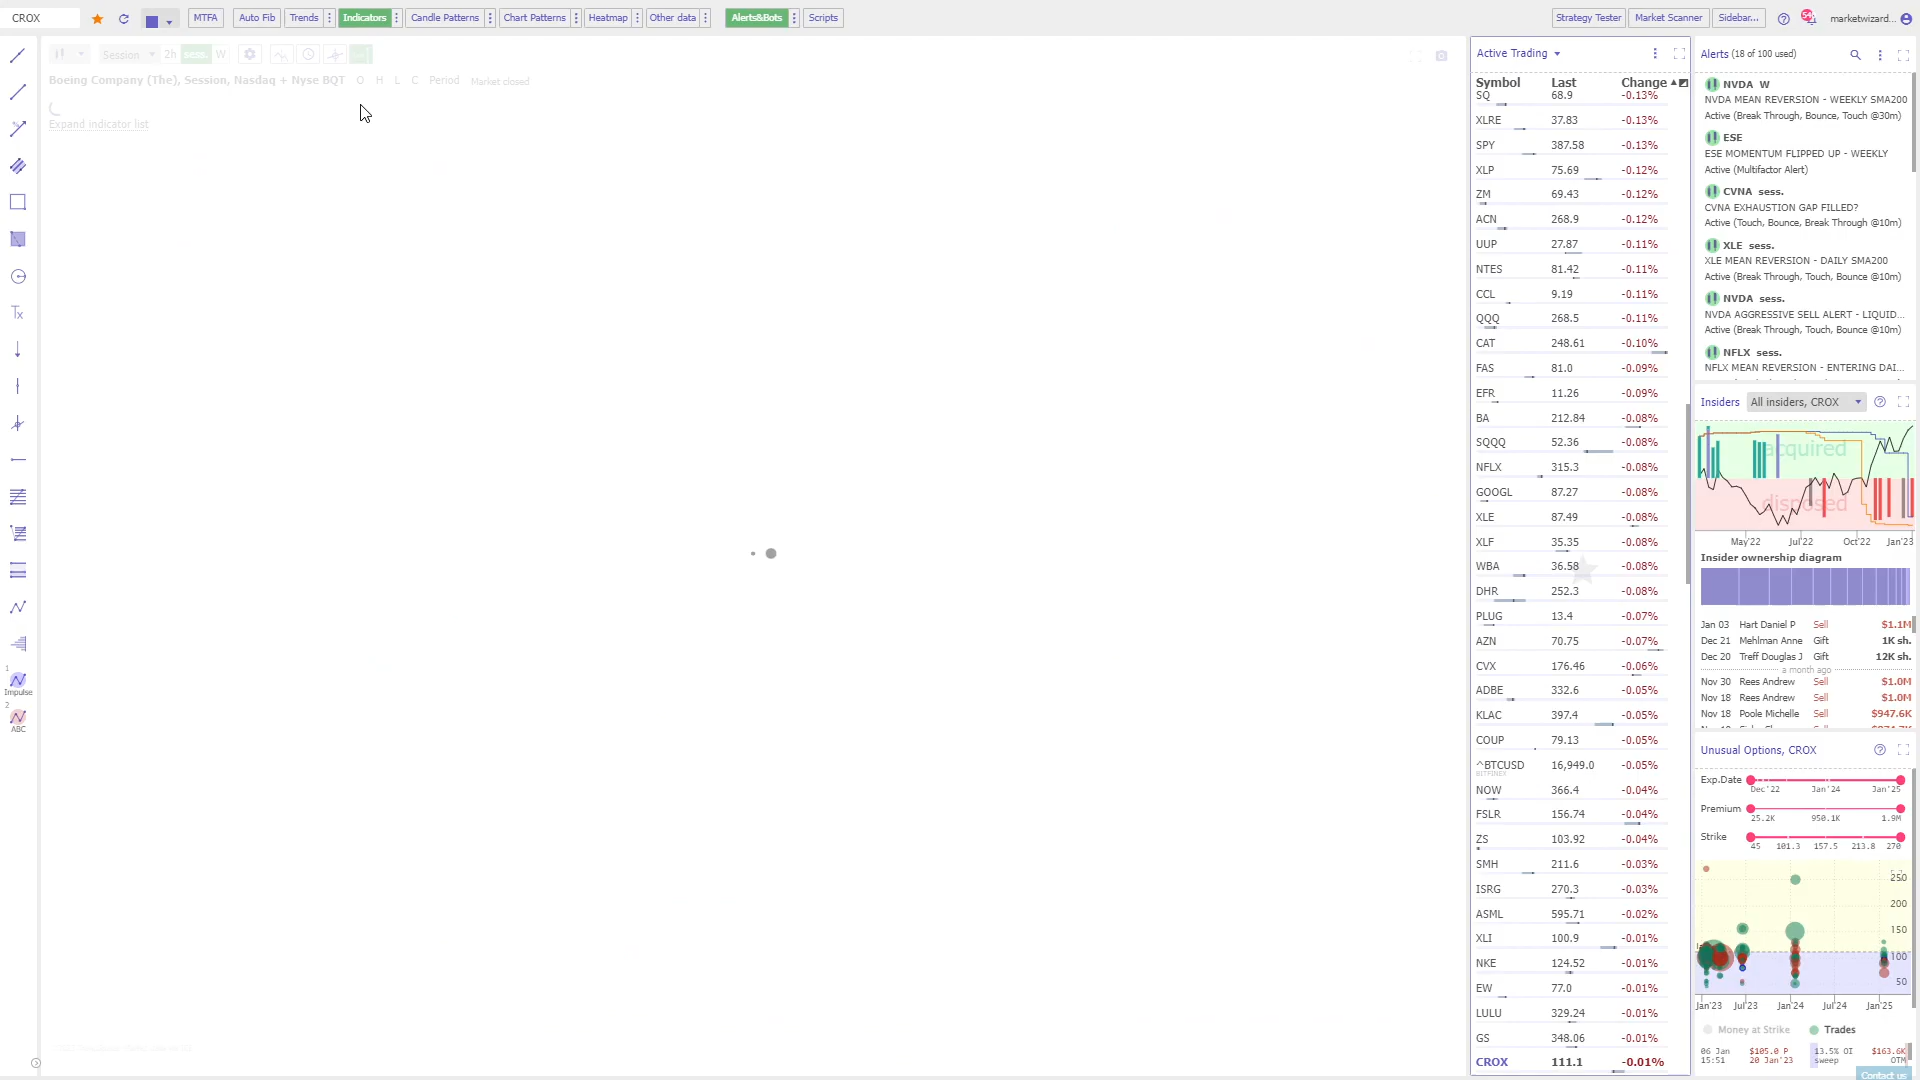 CROX
MTFA
Auto Fib
Trends
Indicators
Candle Patterns
Chart Patterns
Heatmap
Other data
Alerts&Bots
Scripts
Strategy Tester
Market Scanner
Sidebar...
marketwizard...
Session
2h
sess.
W
Boeing Company (The), Session, Nasdaq + Nyse BQT O H L C Period Market closed
Expand indicator list
Tx
1
Impulse
2
ABC
Active Trading
Symbol Last Change
SQ 68.9 -0.13%
XLRE 37.83 -0.13%
SPY 387.58 -0.13%
XLP 75.69 -0.12%
ZM 69.43 -0.12%
ACN 268.9 -0.12%
UUP 27.87 -0.11%
NTES 81.42 -0.11%
CCL 9.19 -0.11%
QQQ 268.5 -0.11%
CAT 248.61 -0.10%
FAS 81.0 -0.09%
EFR 11.26 -0.09%
BA 212.84 -0.08%
SQQQ 52.36 -0.08%
NFLX 315.3 -0.08%
GOOGL 87.27 -0.08%
XLE 87.49 -0.08%
XLF 35.35 -0.08%
WBA 36.58 -0.08%
DHR 252.3 -0.08%
PLUG 13.4 -0.07%
AZN 70.75 -0.07%
CVX 176.46 -0.06%
ADBE 332.6 -0.05%
KLAC 397.4 -0.05%
COUP 79.13 -0.05%
^BTCUSD 16,949.0 -0.05%
BITFINEX
NOW 366.4 -0.04%
FSLR 156.74 -0.04%
ZS 103.92 -0.04%
SMH 211.6 -0.03%
ISRG 270.3 -0.03%
ASML 595.71 -0.02%
XLI 100.9 -0.01%
NKE 124.52 -0.01%
EW 77.0 -0.01%
LULU 329.24 -0.01%
GS 348.06 -0.01%
CROX 111.1 -0.01%
Alerts (18 of 100 used)
NVDA W
NVDA MEAN REVERSION - WEEKLY SMA200
Active (Break Through, Bounce, Touch @30m)
ESE
ESE MOMENTUM FLIPPED UP - WEEKLY
Active (Multifactor Alert)
CVNA sess.
CVNA EXHAUSTION GAP FILLED?
Active (Touch, Bounce, Break Through @10m)
XLE sess.
XLE MEAN REVERSION - DAILY SMA200
Active (Break Through, Touch, Bounce @10m)
NVDA sess.
NVDA AGGRESSIVE SELL ALERT - LIQUID...
Active (Break Through, Touch, Bounce @10m)
NFLX sess.
NFLX MEAN REVERSION - ENTERING DAI...
Insiders All insiders, CROX
acquired
disposed
May'22 Jul'22 Oct'22 Jan'23
Insider ownership diagram
Jan 03 Hart Daniel P Sell $1.1M
Dec 21 Mehlman Anne Gift 1K sh.
Dec 20 Treff Douglas J Gift 12K sh.
a month ago
Nov 30 Rees Andrew Sell $1.0M
Nov 18 Rees Andrew Sell $1.0M
Nov 18 Poole Michelle Sell $947.6K
Unusual Options, CROX
Exp.Date
Dec'22 Jan'24 Jan'25
Premium
25.2K 950.1K 1.9M
Strike
45 101.3 157.5 213.8 270
250
200
150
100
50
Jan'23 Jul'23 Jan'24 Jul'24 Jan'25
Money at Strike Trades
06 Jan $105.0 P 13.5% OI $163.6K
15:51 20 Jan'23 sweep OTM
Contact us